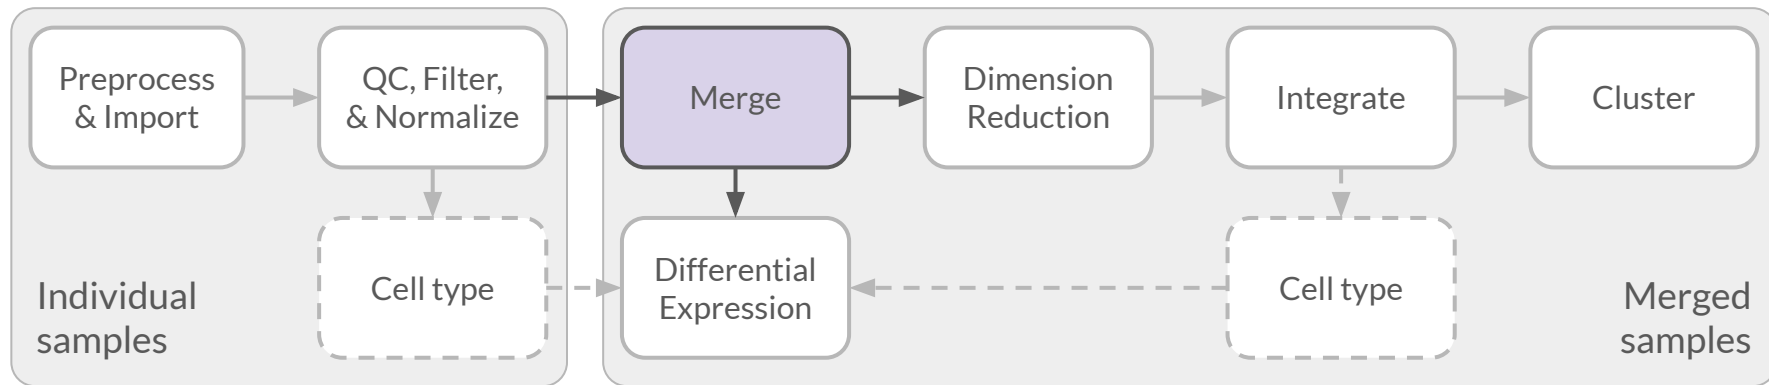 Preprocess
& Import
QC, Filter,
& Normalize
Merge
Dimension
Reduction
Integrate
Cluster
Individual
samples
Cell type
Differential
Expression
Cell type
Merged
samples